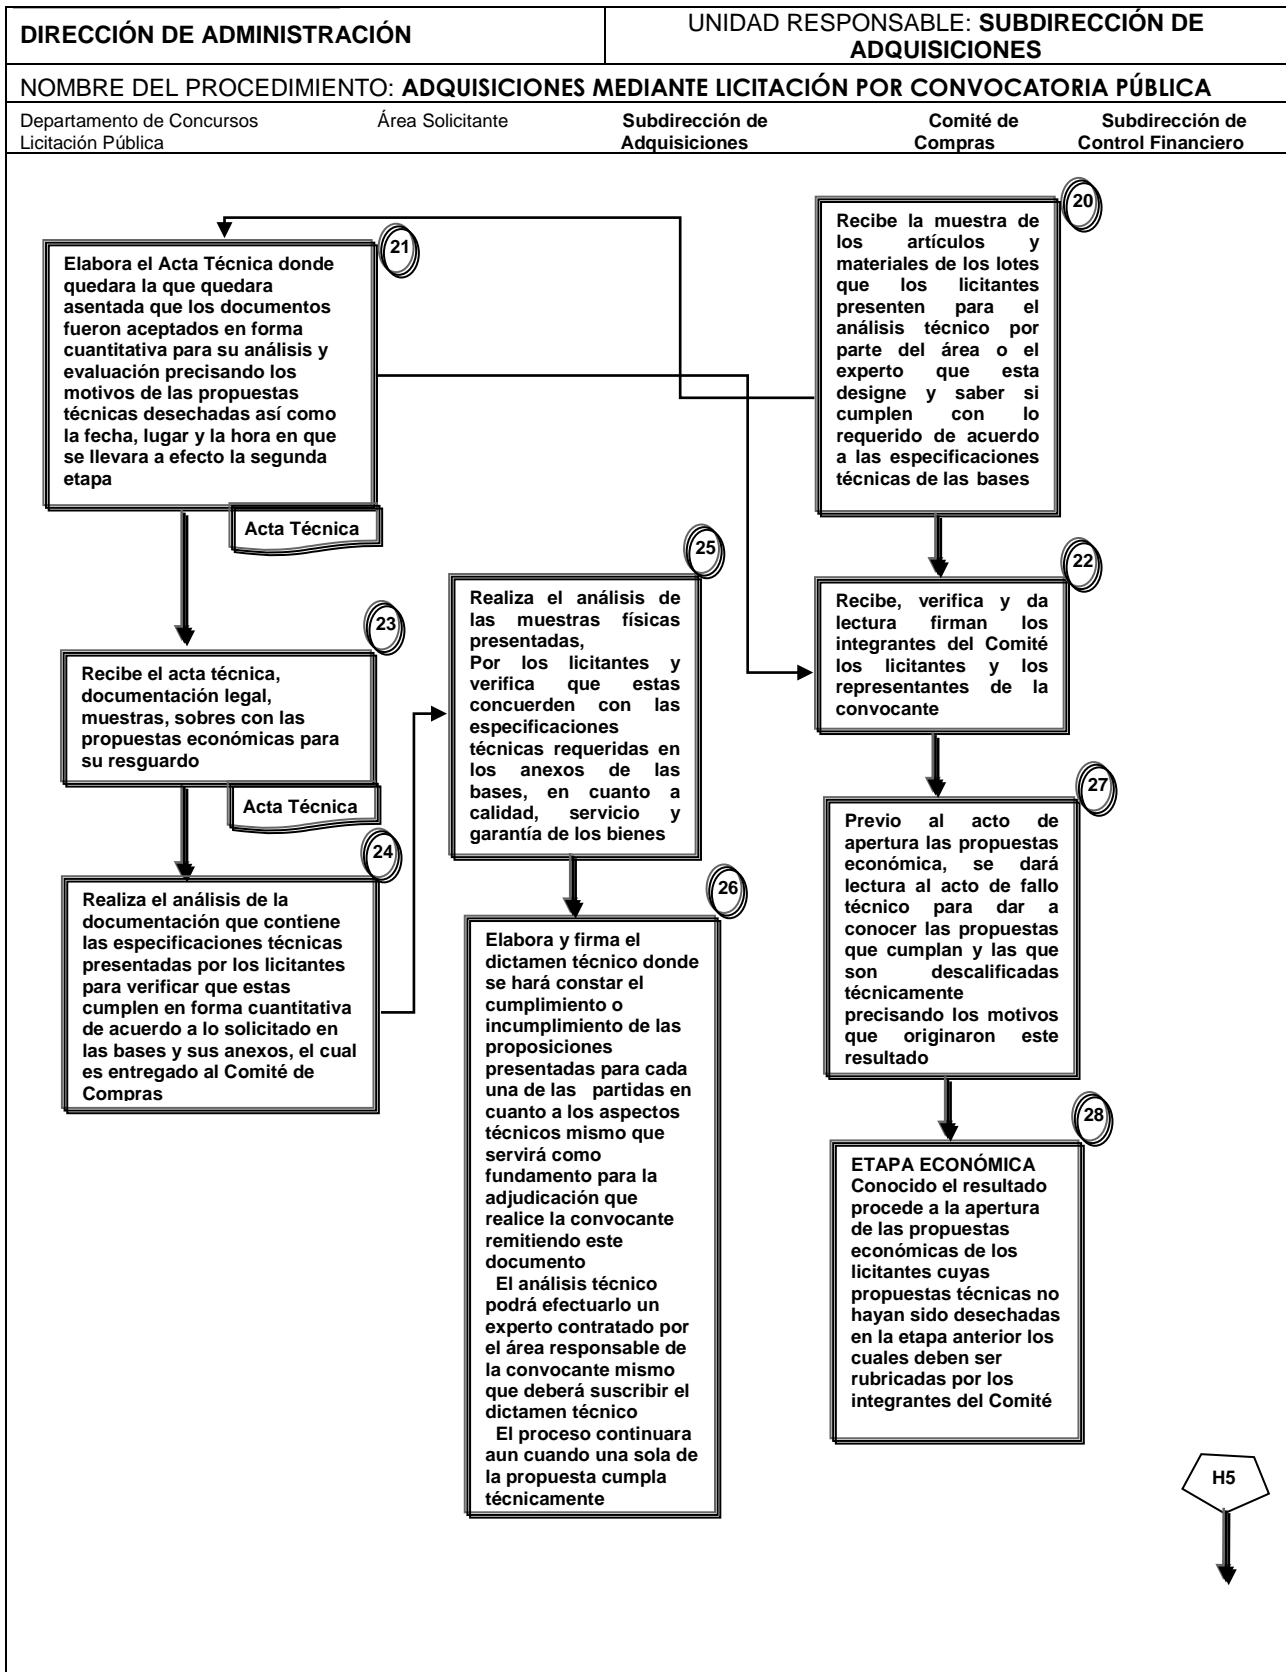 DIRECCIÓN DE ADMINISTRACIÓN
UNIDAD RESPONSABLE: SUBDIRECCIÓN DE
ADQUISICIONES
NOMBRE DEL PROCEDIMIENTO: ADQUISICIONES MEDIANTE LICITACIÓN POR CONVOCATORIA PÚBLICA
Departamento de Concursos
Licitación Pública
Área Solicitante
Subdirección de
Adquisiciones
Comité de
Compras
Subdirección de
Control Financiero
20
Recibe la muestra de
los artículos y
materiales de los lotes
que los licitantes
presenten para el
análisis técnico por
parte del área o el
experto que esta
designe y saber si
cumplen con lo
requerido de acuerdo
a las especificaciones
técnicas de las bases
21
Elabora el Acta Técnica donde
quedara la que quedara
asentada que los documentos
fueron aceptados en forma
cuantitativa para su análisis y
evaluación precisando los
motivos de las propuestas
técnicas desechadas así como
la fecha, lugar y la hora en que
se llevara a efecto la segunda
etapa
Acta Técnica
22
Recibe, verifica y da
lectura firman los
integrantes del Comité
los licitantes y los
representantes de la
convocante
23
Recibe el acta técnica,
documentación legal,
muestras, sobres con las
propuestas económicas para
su resguardo
Acta Técnica
24
Realiza el análisis de la
documentación que contiene
las especificaciones técnicas
presentadas por los licitantes
para verificar que estas
cumplen en forma cuantitativa
de acuerdo a lo solicitado en
las bases y sus anexos, el cual
es entregado al Comité de
Compras
25
Realiza el análisis de
las muestras físicas
presentadas,
Por los licitantes y
verifica que estas
concuerden con las
especificaciones
técnicas requeridas en
los anexos de las
bases, en cuanto a
calidad, servicio y
garantía de los bienes
26
Elabora y firma el
dictamen técnico donde
se hará constar el
cumplimiento o
incumplimiento de las
proposiciones
presentadas para cada
una de las partidas en
cuanto a los aspectos
técnicos mismo que
servirá como
fundamento para la
adjudicación que
realice la convocante
remitiendo este
documento
El análisis técnico
podrá efectuarlo un
experto contratado por
el área responsable de
la convocante mismo
que deberá suscribir el
dictamen técnico
El proceso continuara
aun cuando una sola de
la propuesta cumpla
técnicamente
27
Previo al acto de
apertura las propuestas
económica, se dará
lectura al acto de fallo
técnico para dar a
conocer las propuestas
que cumplan y las que
son descalificadas
técnicamente
precisando los motivos
que originaron este
resultado
28
ETAPA ECONÓMICA
Conocido el resultado
procede a la apertura
de las propuestas
económicas de los
licitantes cuyas
propuestas técnicas no
hayan sido desechadas
en la etapa anterior los
cuales deben ser
rubricadas por los
integrantes del Comité
H5